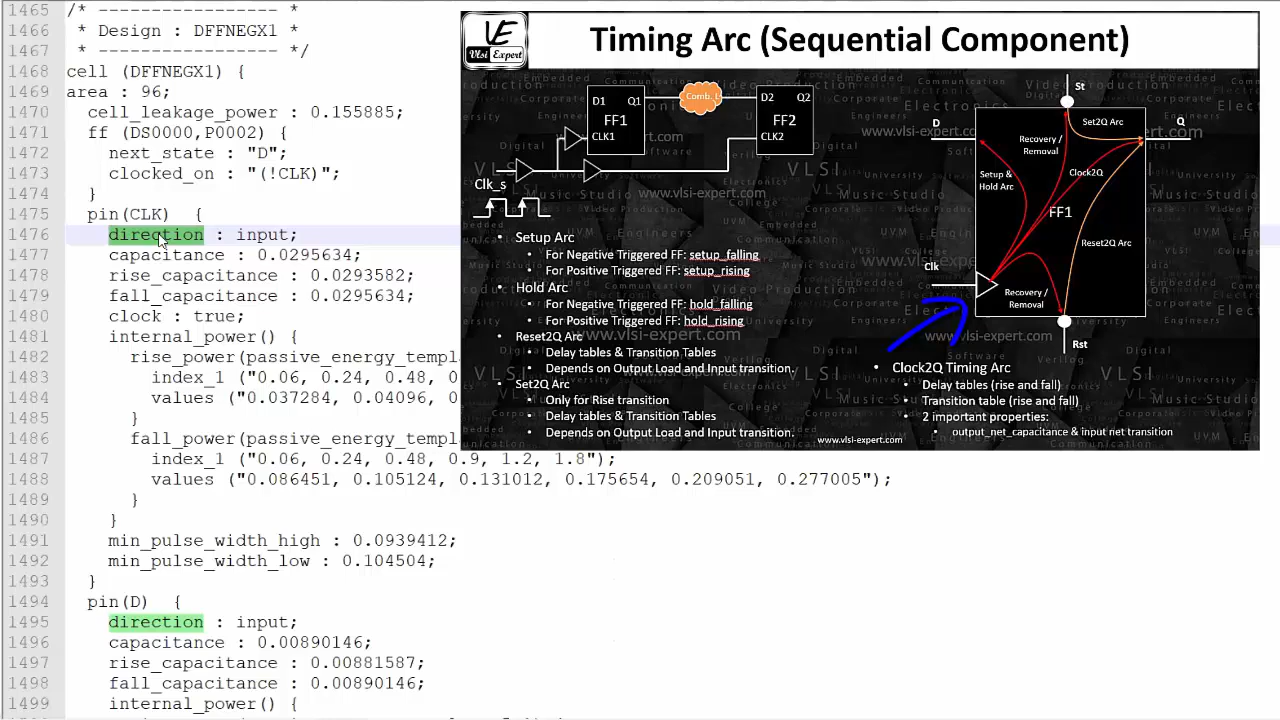 1465 /* ----------------- *
1466 * Design : DFFNEGX1 *
1467 * ----------------- */
1468 cell (DFFNEGX1) {
1469 area : 96;
1470 cell_leakage_power : 0.155885;
1471 ff (DS0000,P0002) {
1472 next_state : "D";
1473 clocked_on : "(!CLK)";
1474 }
1475 pin(CLK) {
1476 direction : input;
1477 capacitance : 0.0295634;
1478 rise_capacitance : 0.0293582;
1479 fall_capacitance : 0.0295634;
1480 clock : true;
1481 internal_power() {
1482 rise_power(passive_energy_templ
1483 index_1 ("0.06, 0.24, 0.48, 0.
1484 values ("0.037284, 0.04096, 0.
1485 }
1486 fall_power(passive_energy_templ
1487 index_1 ("0.06, 0.24, 0.48, 0.9, 1.2, 1.8");
1488 values ("0.086451, 0.105124, 0.131012, 0.175654, 0.209051, 0.277005");
1489 }
1490 }
1491 min_pulse_width_high : 0.0939412;
1492 min_pulse_width_low : 0.104504;
1493 }
1494 pin(D) {
1495 direction : input;
1496 capacitance : 0.00890146;
1497 rise_capacitance : 0.00881587;
1498 fall_capacitance : 0.00890146;
1499 internal_power() {
VE
Vlsi Expert
Timing Arc (Sequential Component)
D1 Q1
FF1
CLK1
Comb. L
D2 Q2
FF2
CLK2
Clk_s
• Setup Arc
• For Negative Triggered FF: setup_falling
• For Positive Triggered FF: setup_rising
• Hold Arc
• For Negative Triggered FF: hold_falling
• For Positive Triggered FF: hold_rising
• Reset2Q Arc
• Delay tables & Transition Tables
• Depends on Output Load and Input transition.
• Set2Q Arc
• Only for Rise transition
• Delay tables & Transition Tables
• Depends on Output Load and Input transition.
St
D
Q
Set2Q Arc
Recovery /
Removal
Clock2Q
Setup &
Hold Arc
FF1
Reset2Q Arc
Clk
Recovery /
Removal
Rst
• Clock2Q Timing Arc
• Delay tables (rise and fall)
• Transition table (rise and fall)
• 2 important properties:
• output_net_capacitance & input net transition
www.vlsi-expert.com